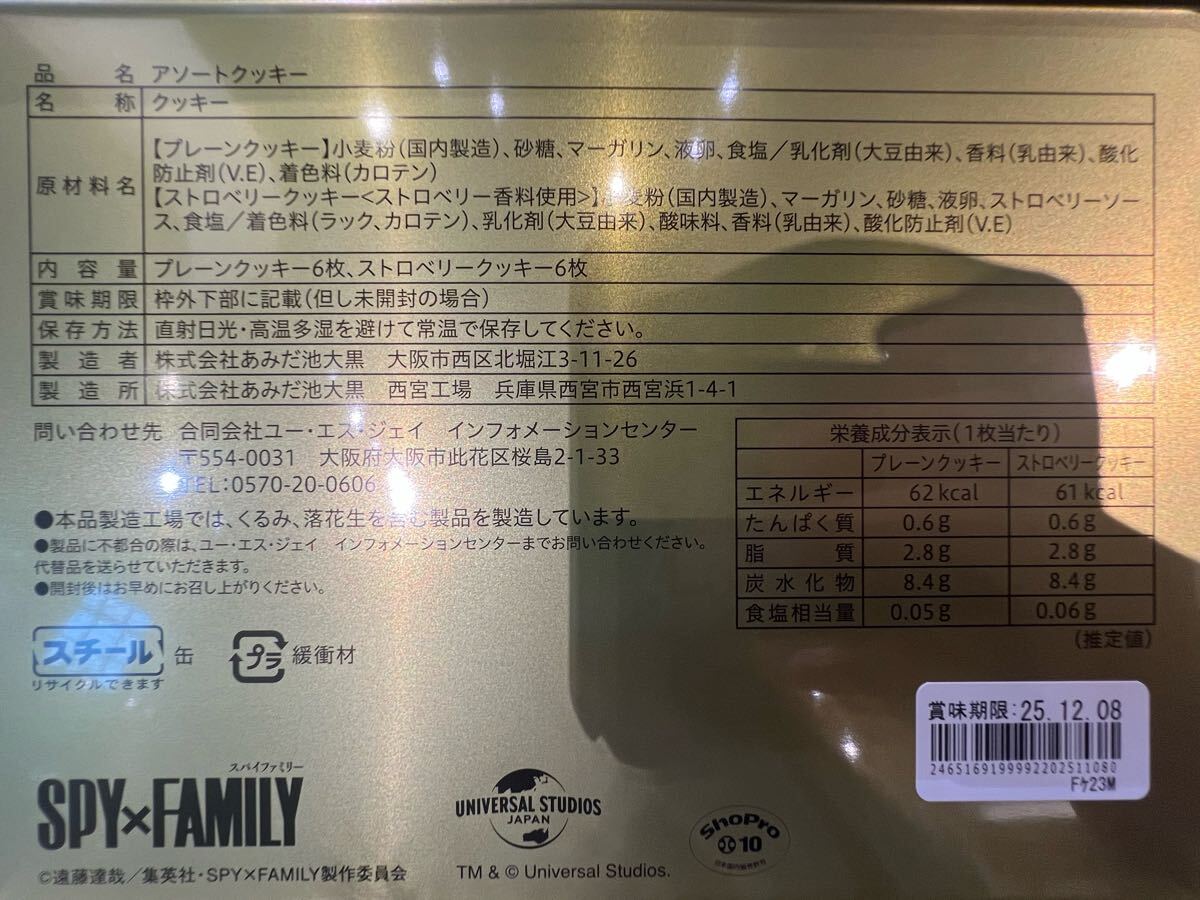 品名 アソートクッキー
名称 クッキー
原材料名 【プレーンクッキー】小麦粉（国内製造）、砂糖、マーガリン、液卵、食塩／乳化剤（大豆由来）、香料（乳由来）、酸化
防止剤（V.E）、着色料（カロテン）
【ストロベリークッキー<ストロベリー香料使用>】小麦粉（国内製造）、マーガリン、砂糖、液卵、ストロベリーソー
ス、食塩／着色料（ラック、カロテン）、乳化剤（大豆由来）、酸味料、香料（乳由来）、酸化防止剤（V.E）
内容量 プレーンクッキー6枚、ストロベリークッキー6枚
賞味期限 枠外下部に記載（但し未開封の場合）
保存方法 直射日光・高温多湿を避けて常温で保存してください。
製造者 株式会社あみだ池大黒 大阪市西区北堀江3-11-26
製造所 株式会社あみだ池大黒 西宮工場 兵庫県西宮市西宮浜1-4-1
問い合わせ先 合同会社ユー・エス・ジェイ インフォメーションセンター
〒554-0031 大阪府大阪市此花区桜島2-1-33
TEL：0570-20-0606
●本品製造工場では、くるみ、落花生を含む製品を製造しています。
●製品に不都合の際は、ユー・エス・ジェイ インフォメーションセンターまでお問い合わせください。
代替品を送らせていただきます。
●開封後はお早めにお召し上がりください。
栄養成分表示（1枚当たり）
プレーンクッキー ストロベリークッキー
エネルギー 62kcal 61kcal
たんぱく質 0.6g 0.6g
脂質 2.8g 2.8g
炭水化物 8.4g 8.4g
食塩相当量 0.05g 0.06g
（推定値）
スチール 缶
リサイクルできます
プラ 緩衝材
賞味期限:25.12.08
2465169199992202511080
Fｹ23M
スパイファミリー
SPY×FAMILY
©遠藤達哉／集英社・SPY×FAMILY製作委員会
UNIVERSAL STUDIOS
JAPAN
TM & © Universal Studios.
ShoPro
10